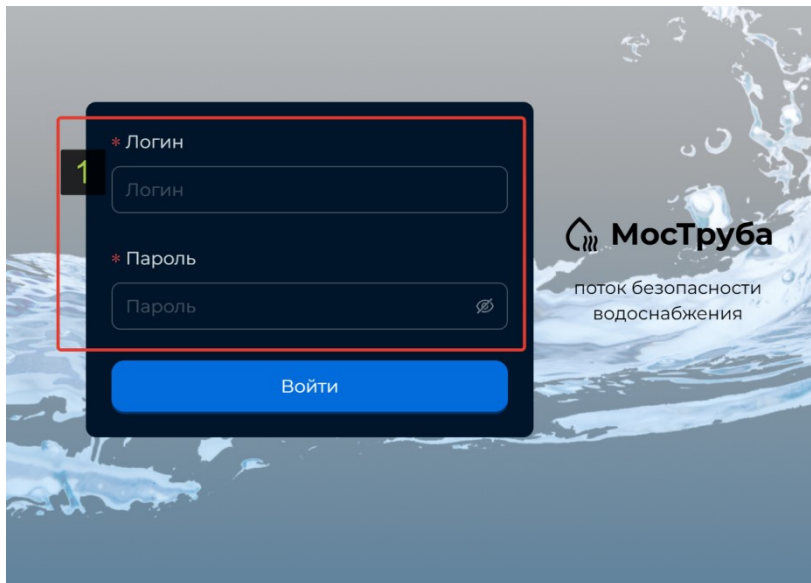 * Логин
1
Логин
* Пароль
Пароль
Войти
МосТруба
поток безопасности
водоснабжения